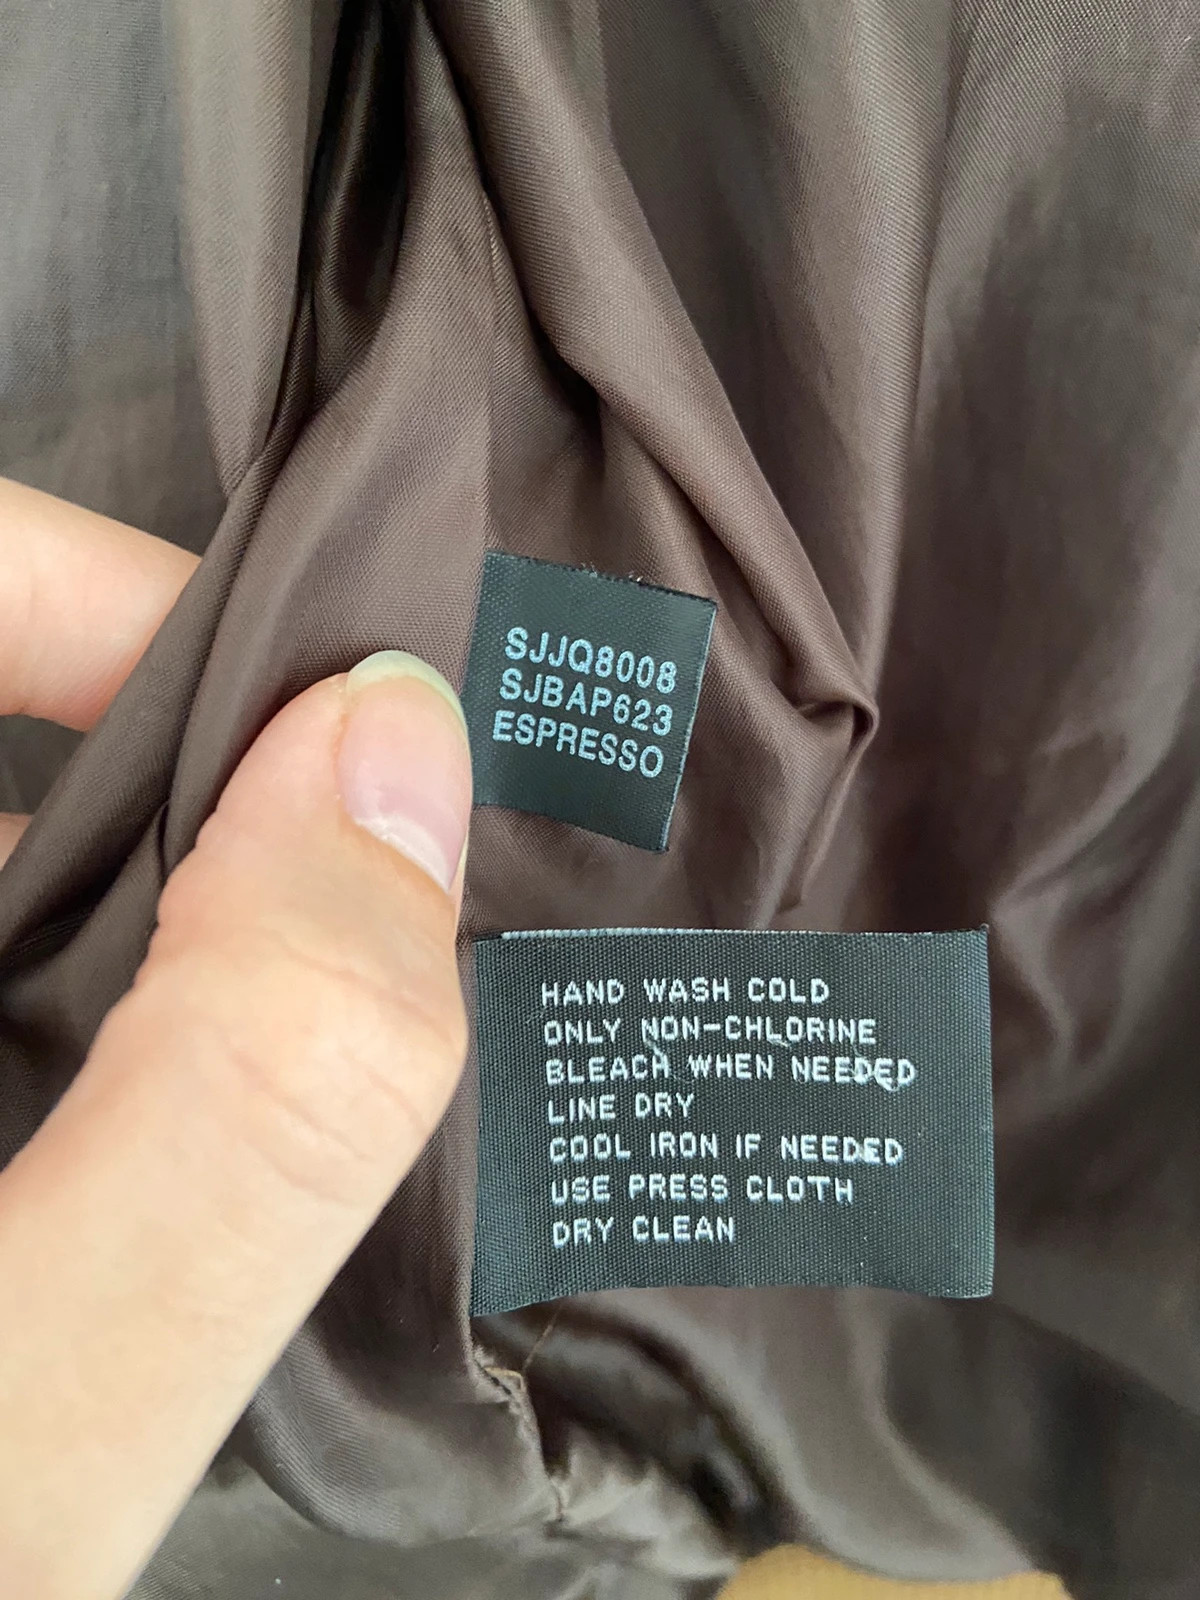 SJJQ8008
SJBAP623
ESPRESSO
HAND WASH COLD
ONLY NON-CHLORINE
BLEACH WHEN NEEDED
LINE DRY
COOL IRON IF NEEDED
USE PRESS CLOTH
DRY CLEAN